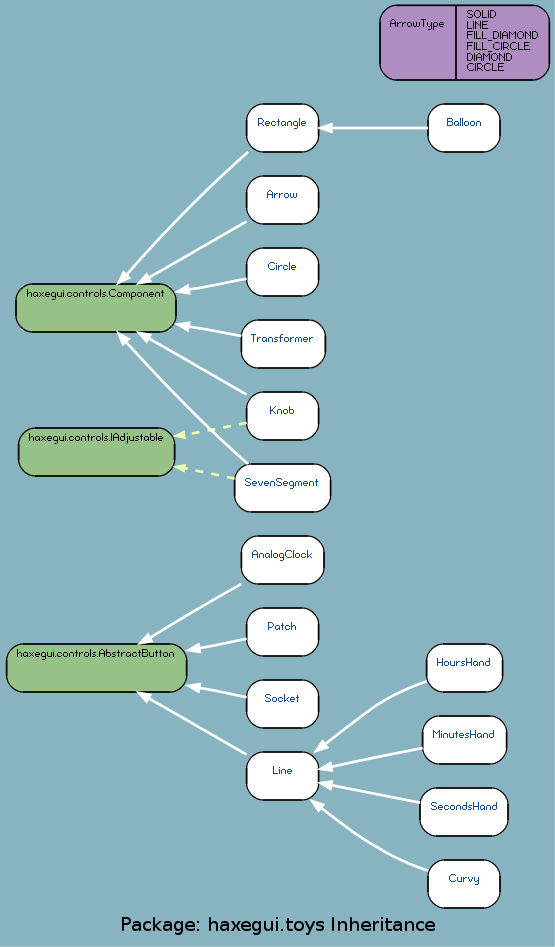 ArrowType
SOLID
LINE
FILL_DIAMOND
FILL_CIRCLE
DIAMOND
CIRCLE
Rectangle
Balloon
Arrow
Circle
haxegui.controls.Component
Transformer
Knob
haxegui.controls.IAdjustable
SevenSegment
AnalogClock
Patch
haxegui.controls.AbstractButton
HoursHand
Socket
MinutesHand
Line
SecondsHand
Curvy
Package: haxegui.toys Inheritance